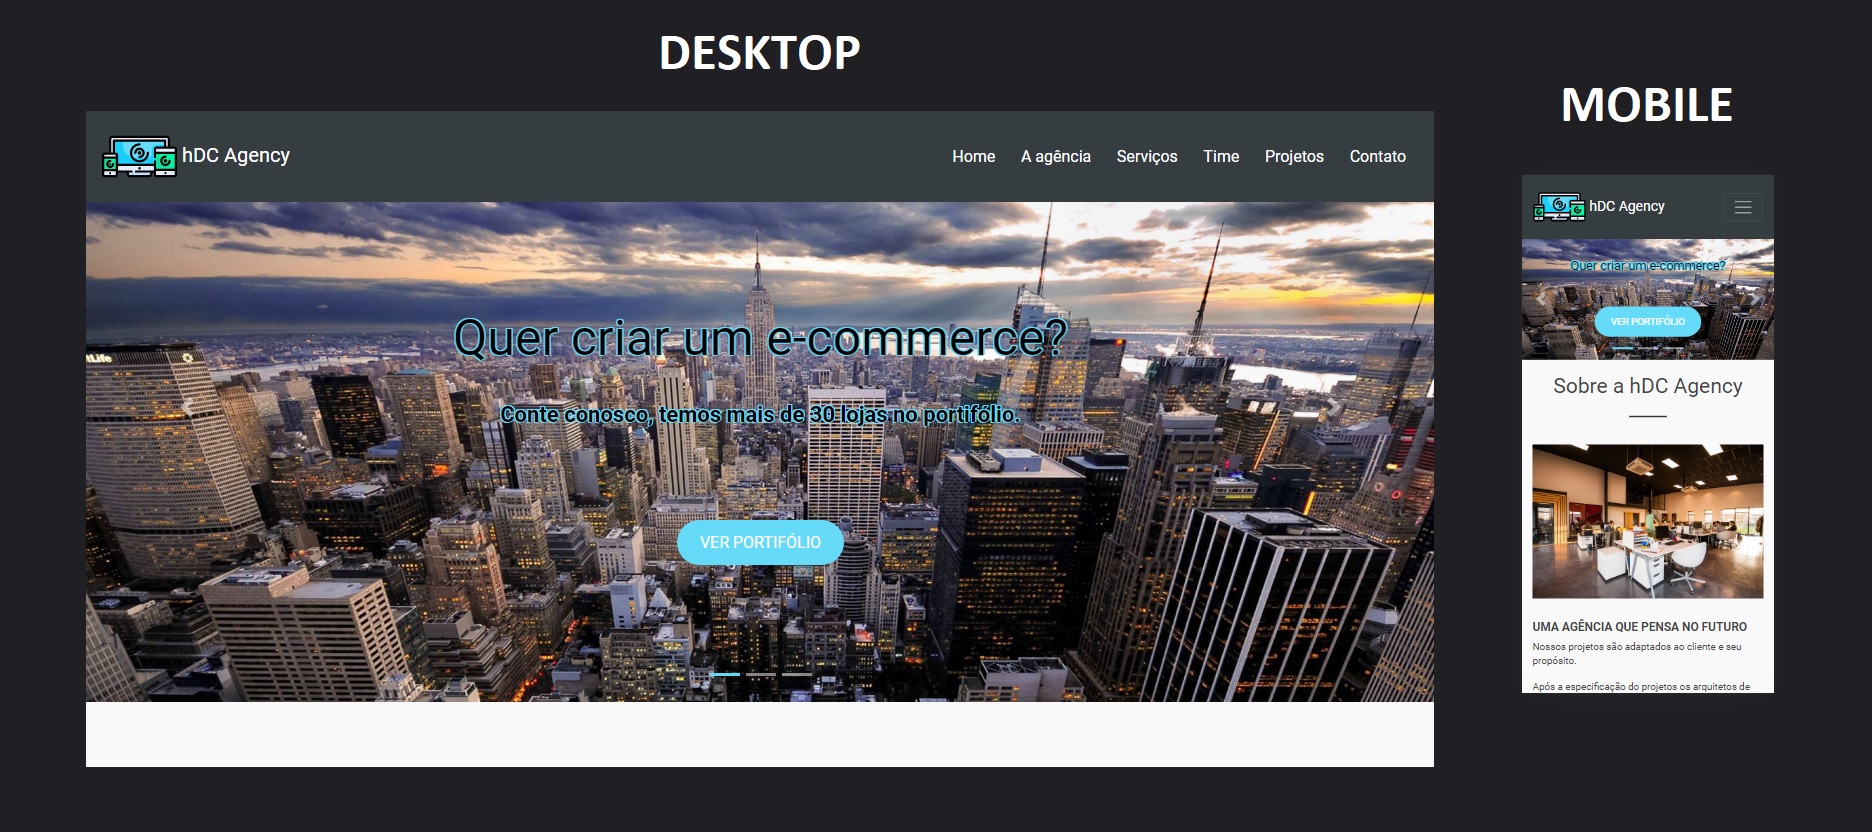 DESKTOP
hDC Agency
Home A agência Serviços Time Projetos Contato
Quer criar um e-commerce?
Conte conosco, temos mais de 30 lojas no portifólio.
VER PORTIFÓLIO
MOBILE
hDC Agency
Quer criar um e-commerce?
VER PORTIFÓLIO
Sobre a hDC Agency
UMA AGÊNCIA QUE PENSA NO FUTURO
Nossos projetos são adaptados ao cliente e seu
propósito.
Após a especificação do projetos os arquitetos de